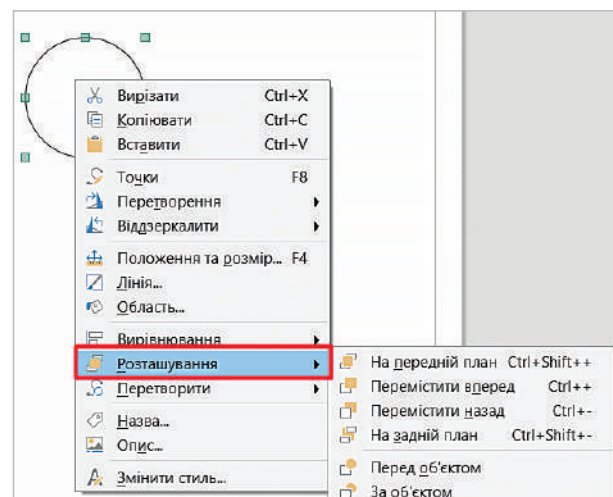 Вирізати Ctrl+X
Копіювати Ctrl+C
Вставити Ctrl+V
Точки F8
Перетворення
Віддзеркалити
Положення та розмір... F4
Лінія...
Область...
Вирівнювання
Розташування
Перетворити
Назва...
Опис...
Змінити стиль...
На передній план Ctrl+Shift++
Перемістити вперед Ctrl++
Перемістити назад Ctrl+-
На задній план Ctrl+Shift+-
Перед об'єктом
За об'єктом